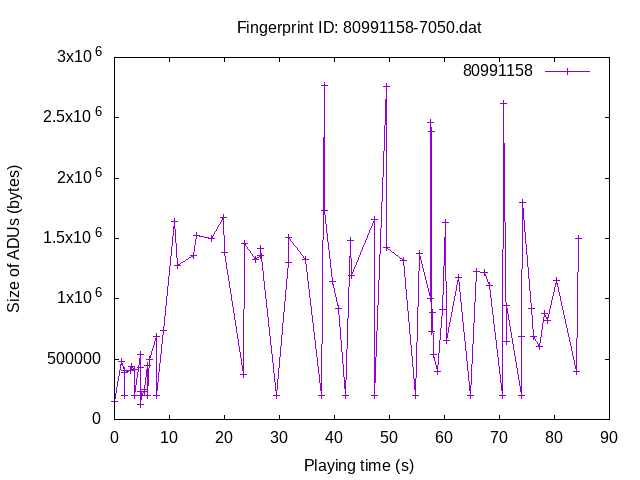 Fingerprint ID: 80991158-7050.dat
80991158
Size of ADUs (bytes)
3x10^6
2.5x10^6
2x10^6
1.5x10^6
1x10^6
500000
0
0 10 20 30 40 50 60 70 80 90
Playing time (s)